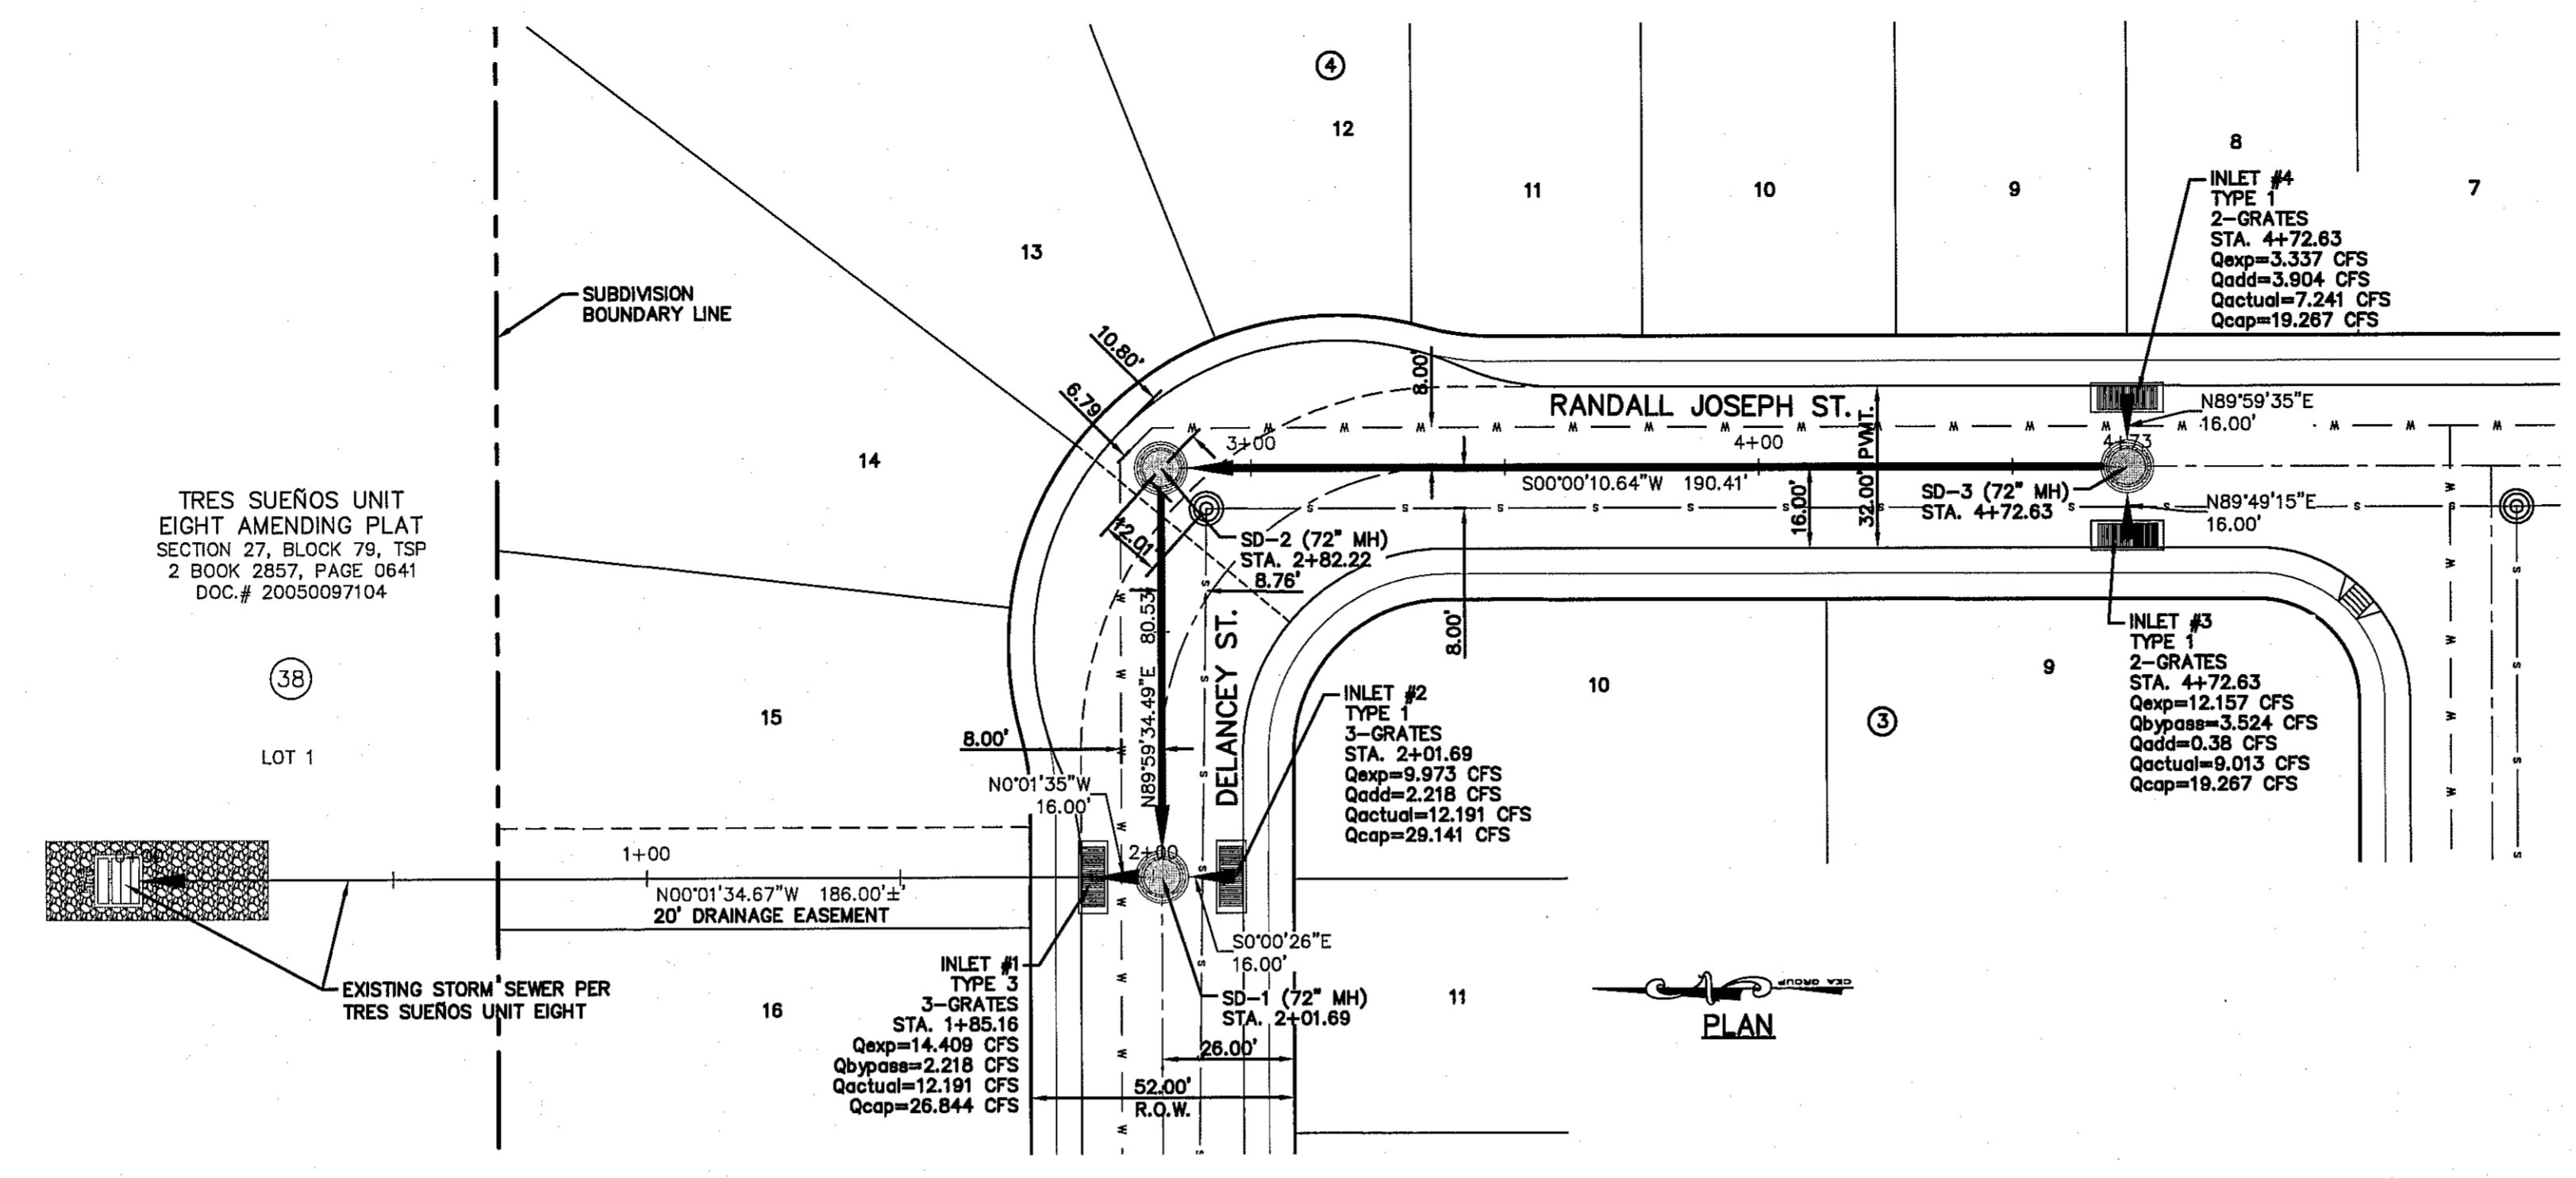 4
12
11
10
9
8
7
INLET #4
TYPE 1
2-GRATES
STA. 4+72.63
Qexp=3.337 CFS
Qadd=3.904 CFS
Qactual=7.241 CFS
Qcap=19.267 CFS
13
SUBDIVISION
BOUNDARY LINE
10.80'
6.79'
8.00'
RANDALL JOSEPH ST.
32.00' PVMT.
N89°59'35"E
16.00'
3+00
4+00
4+73
14
S00°00'10.64"W 190.41'
16.00'
SD-3 (72" MH)
STA. 4+72.63
N89°49'15"E
16.00'
TRES SUEÑOS UNIT
EIGHT AMENDING PLAT
SECTION 27, BLOCK 79, TSP
2 BOOK 2857, PAGE 0641
DOC.# 20050097104
38
LOT 1
12.01'
SD-2 (72" MH)
STA. 2+82.22
8.76'
8.00'
N89°59'34.49"E 80.53'
DELANCEY ST.
15
8.00'
N0°01'35"W
16.00'
INLET #2
TYPE 1
3-GRATES
STA. 2+01.69
Qexp=9.973 CFS
Qadd=2.218 CFS
Qactual=12.191 CFS
Qcap=29.141 CFS
10
9
3
INLET #3
TYPE 1
2-GRATES
STA. 4+72.63
Qexp=12.157 CFS
Qbypass=3.524 CFS
Qadd=0.38 CFS
Qactual=9.013 CFS
Qcap=19.267 CFS
0+00
1+00
2+00
N00°01'34.67"W 186.00'±
20' DRAINAGE EASEMENT
EXISTING STORM SEWER PER
TRES SUEÑOS UNIT EIGHT
16
INLET #1
TYPE 3
3-GRATES
STA. 1+85.16
Qexp=14.409 CFS
Qbypass=2.218 CFS
Qactual=12.191 CFS
Qcap=26.844 CFS
S0°00'26"E
16.00'
SD-1 (72" MH)
STA. 2+01.69
26.00'
52.00'
R.O.W.
11
CEA GROUP
PLAN